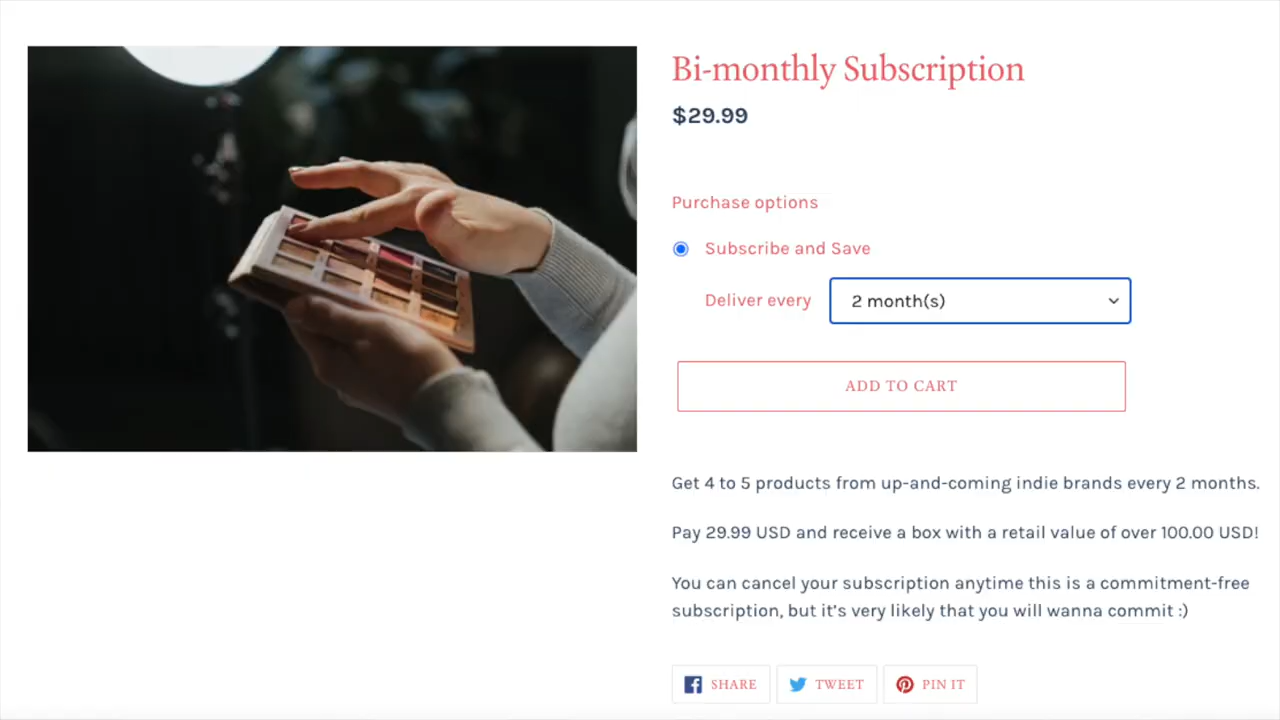 Bi-monthly Subscription
$29.99
Purchase options
Subscribe and Save
Deliver every
2 month(s)
ADD TO CART
Get 4 to 5 products from up-and-coming indie brands every 2 months.
Pay 29.99 USD and receive a box with a retail value of over 100.00 USD!
You can cancel your subscription anytime this is a commitment-free
subscription, but it’s very likely that you will wanna commit :)
SHARE
TWEET
PIN IT